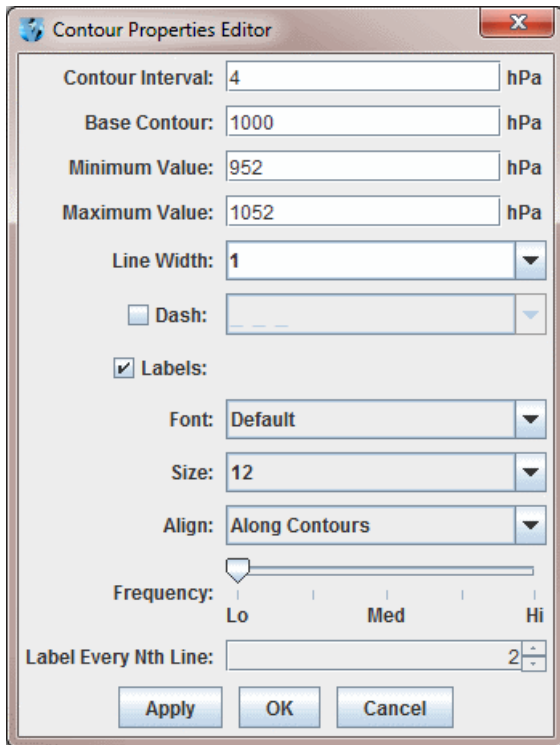 Contour Properties Editor
Contour Interval: 4 hPa
Base Contour: 1000 hPa
Minimum Value: 952 hPa
Maximum Value: 1052 hPa
Line Width: 1
Dash:
Labels:
Font: Default
Size: 12
Align: Along Contours
Frequency:
Lo Med Hi
Label Every Nth Line: 2
Apply OK Cancel